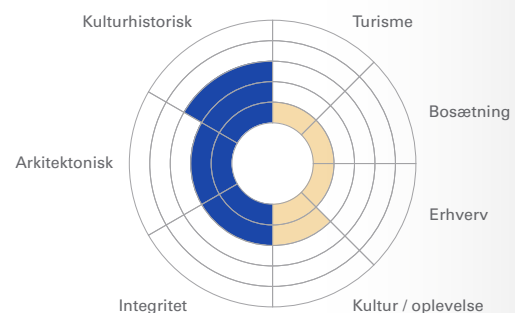 Kulturhistorisk
Turisme
Bosætning
Arkitektonisk
Erhverv
Integritet
Kultur / oplevelse